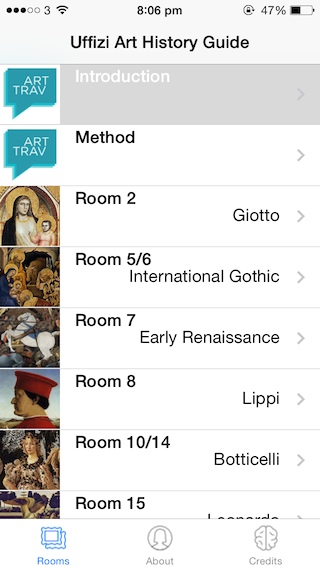 3 8:06 pm 47%
Uffizi Art History Guide
ART
TRAV
Introduction
ART
TRAV
Method
Room 2
Giotto
Room 5/6
International Gothic
Room 7
Early Renaissance
Room 8
Lippi
Room 10/14
Botticelli
Room 15
Leonardo
Rooms
About
Credits